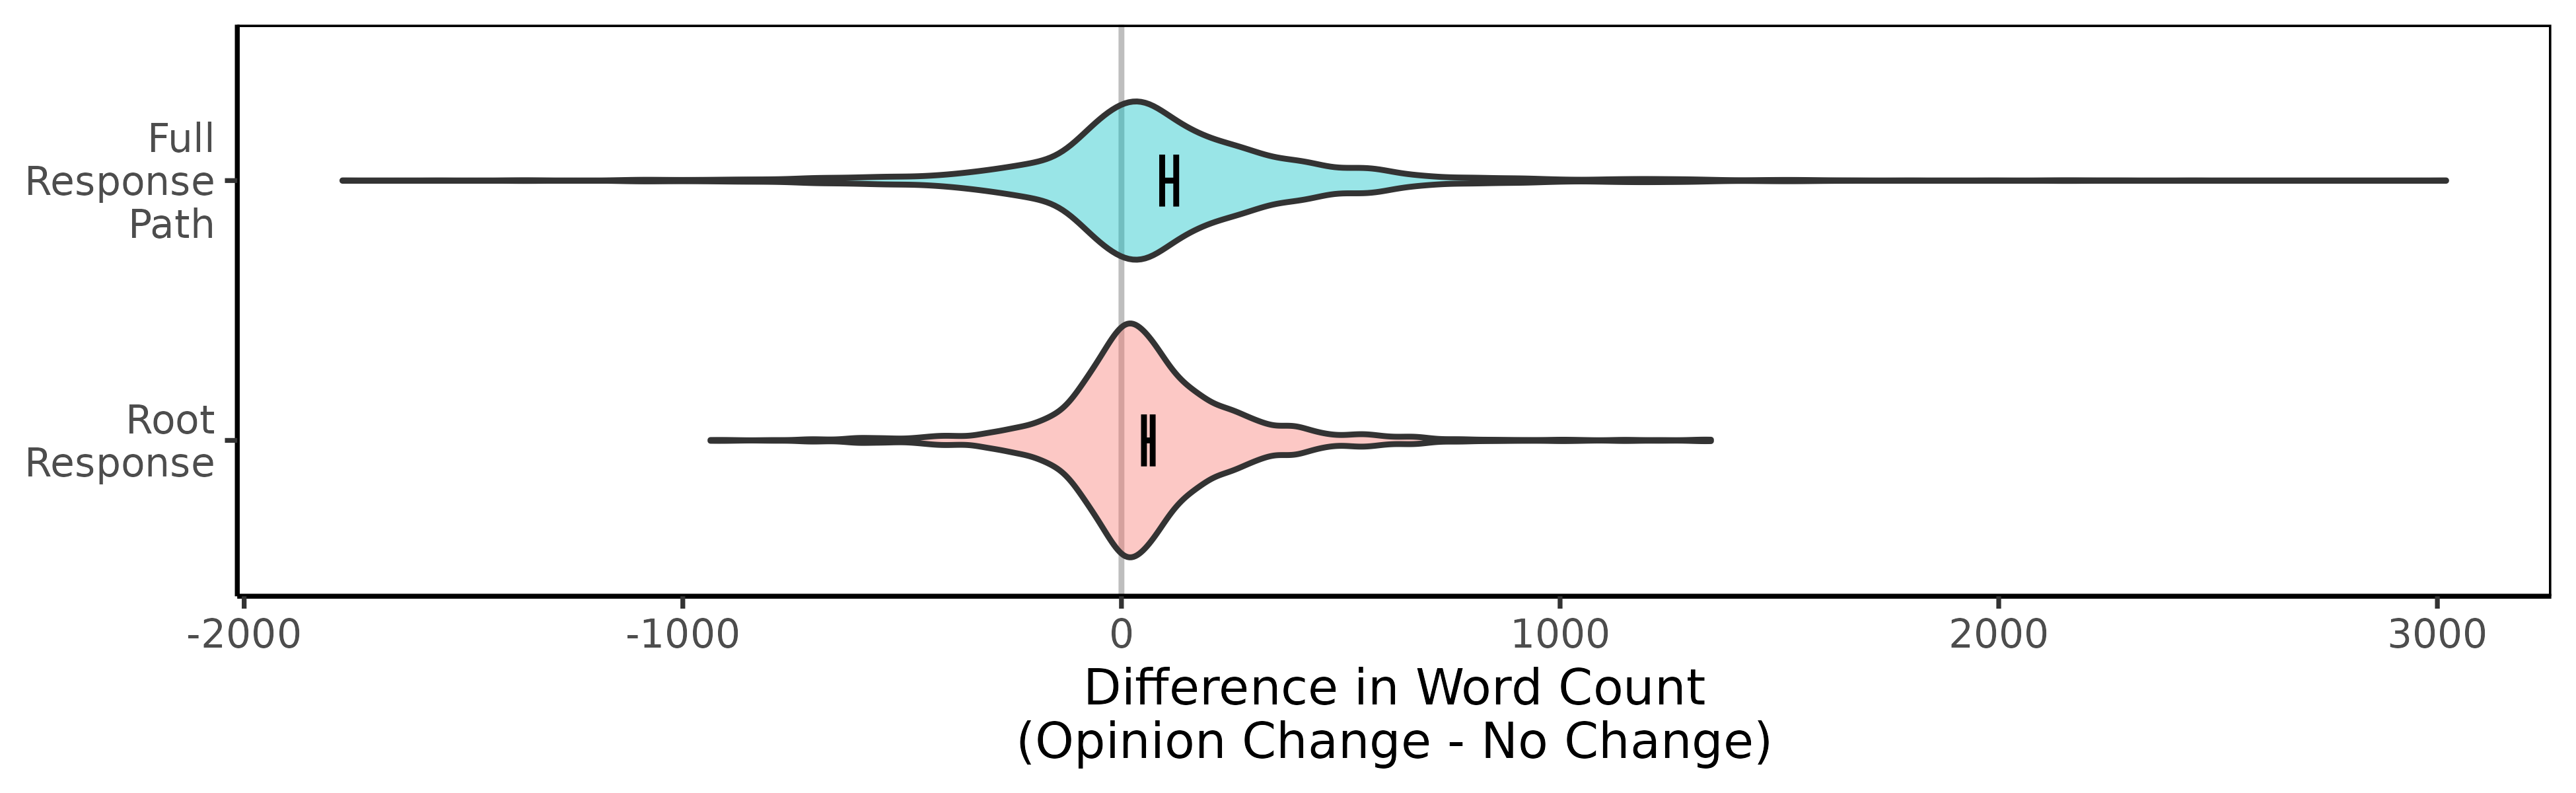 Full
Response
Path
Root
Response
-2000
-1000
0
1000
2000
3000
Difference in Word Count
(Opinion Change - No Change)